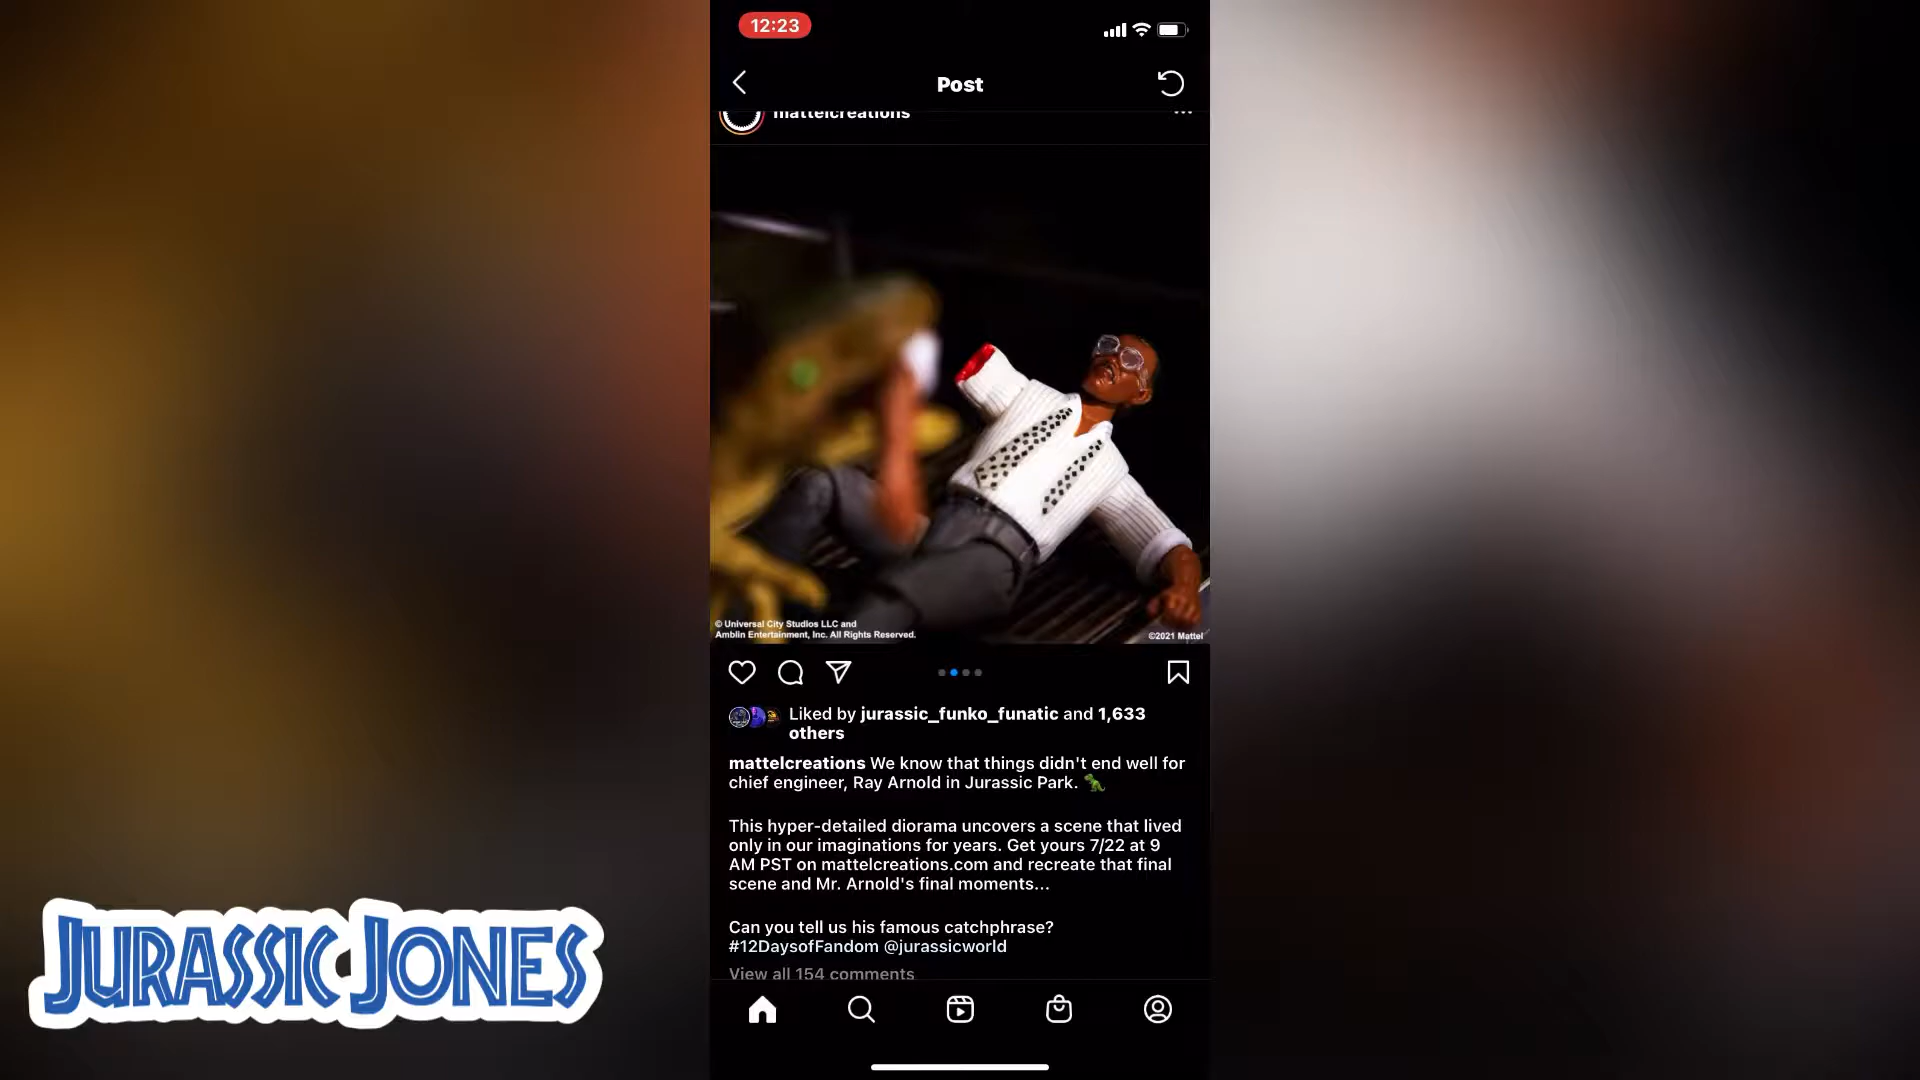 12:23
Post
mattelcreations
© Universal City Studios LLC and
Amblin Entertainment, Inc. All Rights Reserved.
©2021 Mattel
Liked by jurassic_funko_funatic and 1,633
others
mattelcreations We know that things didn't end well for
chief engineer, Ray Arnold in Jurassic Park. 🦖
This hyper-detailed diorama uncovers a scene that lived
only in our imaginations for years. Get yours 7/22 at 9
AM PST on mattelcreations.com and recreate that final
scene and Mr. Arnold's final moments...
Can you tell us his famous catchphrase?
#12DaysofFandom @jurassicworld
View all 154 comments
JURASSIC JONES